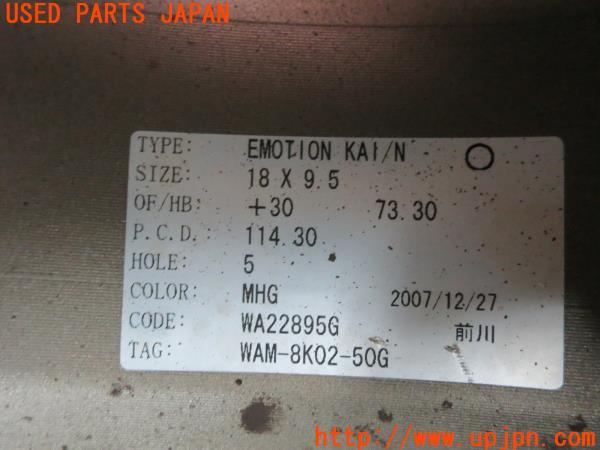 USED PARTS JAPAN
TYPE: EMOTION KAI/N ○
SIZE: 18 X 9.5
OF/HB: +30 73.30
P.C.D. 114.30
HOLE: 5
COLOR: MHG 2007/12/27
CODE: WA22895G 前川
TAG: WAM-8K02-50G
http://www.upjpn.com/